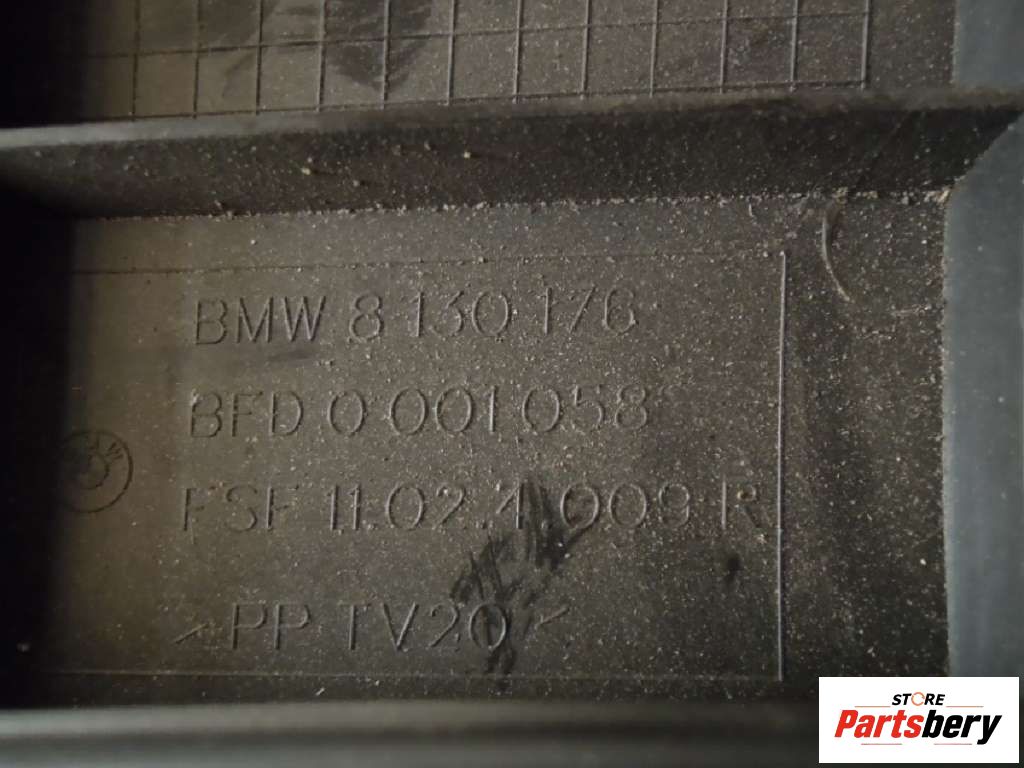 BMW 8 130 176
BFD 0 001 058
FSF 11.02.4.009 R
>PP TV20<
STORE
Partsbery